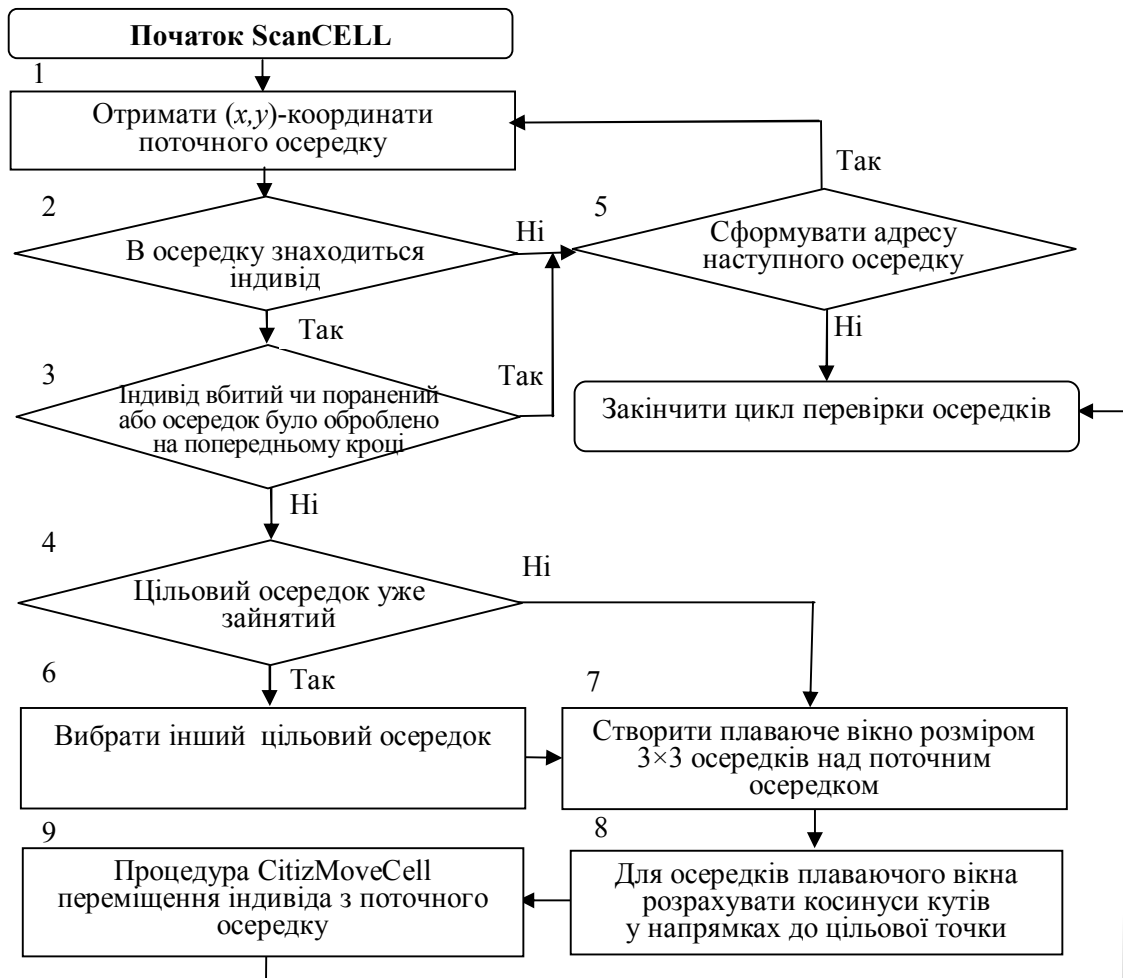 Початок ScanCELL
1
Отримати (x,y)-координати
поточного осередку
Так
2
5
Ні
В осередку знаходиться
індивід
Сформувати адресу
наступного осередку
Так
Ні
3
Так
Індивід вбитий чи поранений
або осередок було оброблено
на попередньому кроці
Закінчити цикл перевірки осередків
Ні
4
Ні
Цільовий осередок уже
зайнятий
Так
6
7
Вибрати інший цільовий осередок
Створити плаваюче вікно розміром
3×3 осередків над поточним
осередком
9
8
Процедура CitizMoveCell
переміщення індивіда з поточного
осередку
Для осередків плаваючого вікна
розрахувати косинуси кутів
у напрямках до цільової точки